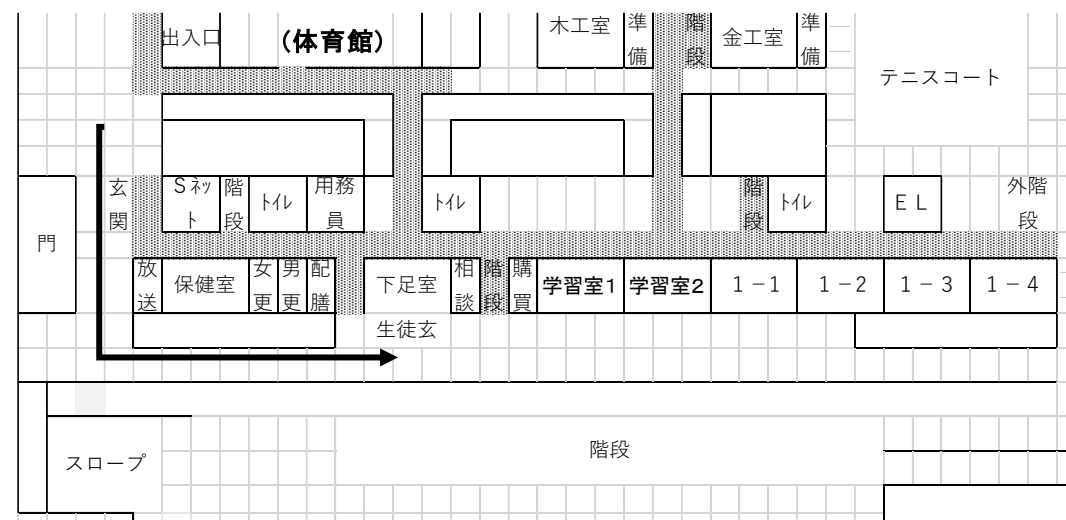 出入口
(体育館)
木工室
準
備
階
段
金工室
準
備
テニスコート
玄
関
Sネッ
ト
階
段
トイレ
用務
員
トイレ
階
段
トイレ
EL
外階
段
門
放
送
保健室
女
更
男
更
配
膳
下足室
相
談
階
段
購
買
学習室1
学習室2
1-1
1-2
1-3
1-4
生徒玄
スロープ
階段